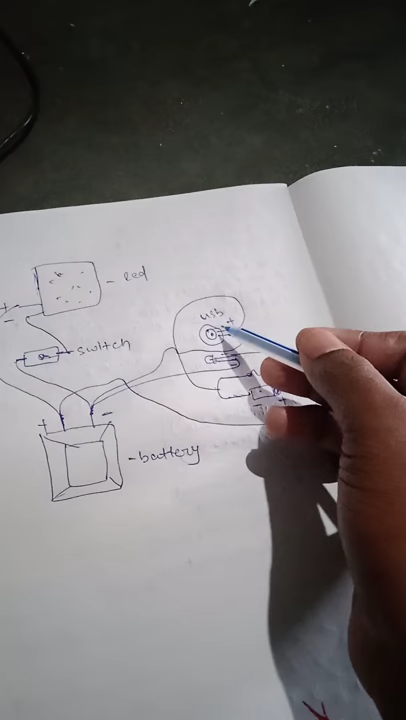 led
usb
+
+
-
switch
+
-
battery
+